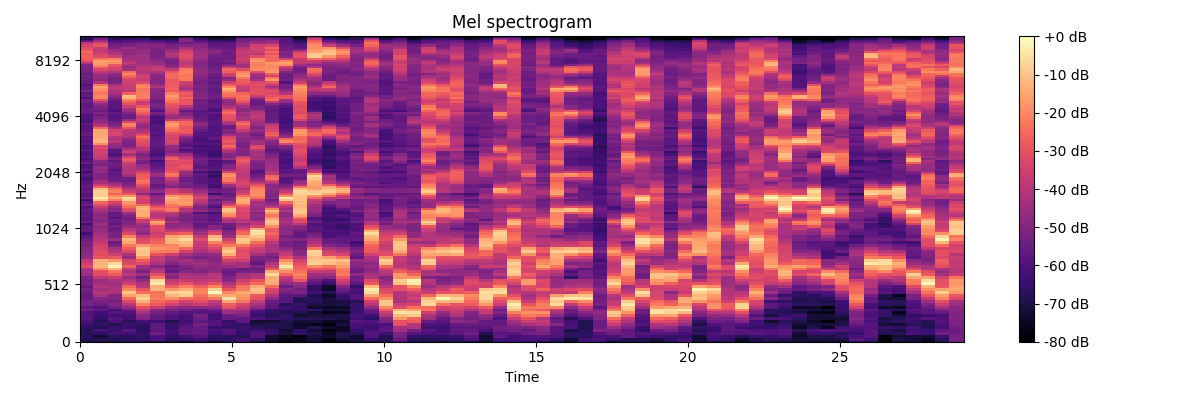 Mel spectrogram
Hz
8192
4096
2048
1024
512
0
0 5 10 15 20 25
Time
+0 dB
-10 dB
-20 dB
-30 dB
-40 dB
-50 dB
-60 dB
-70 dB
-80 dB